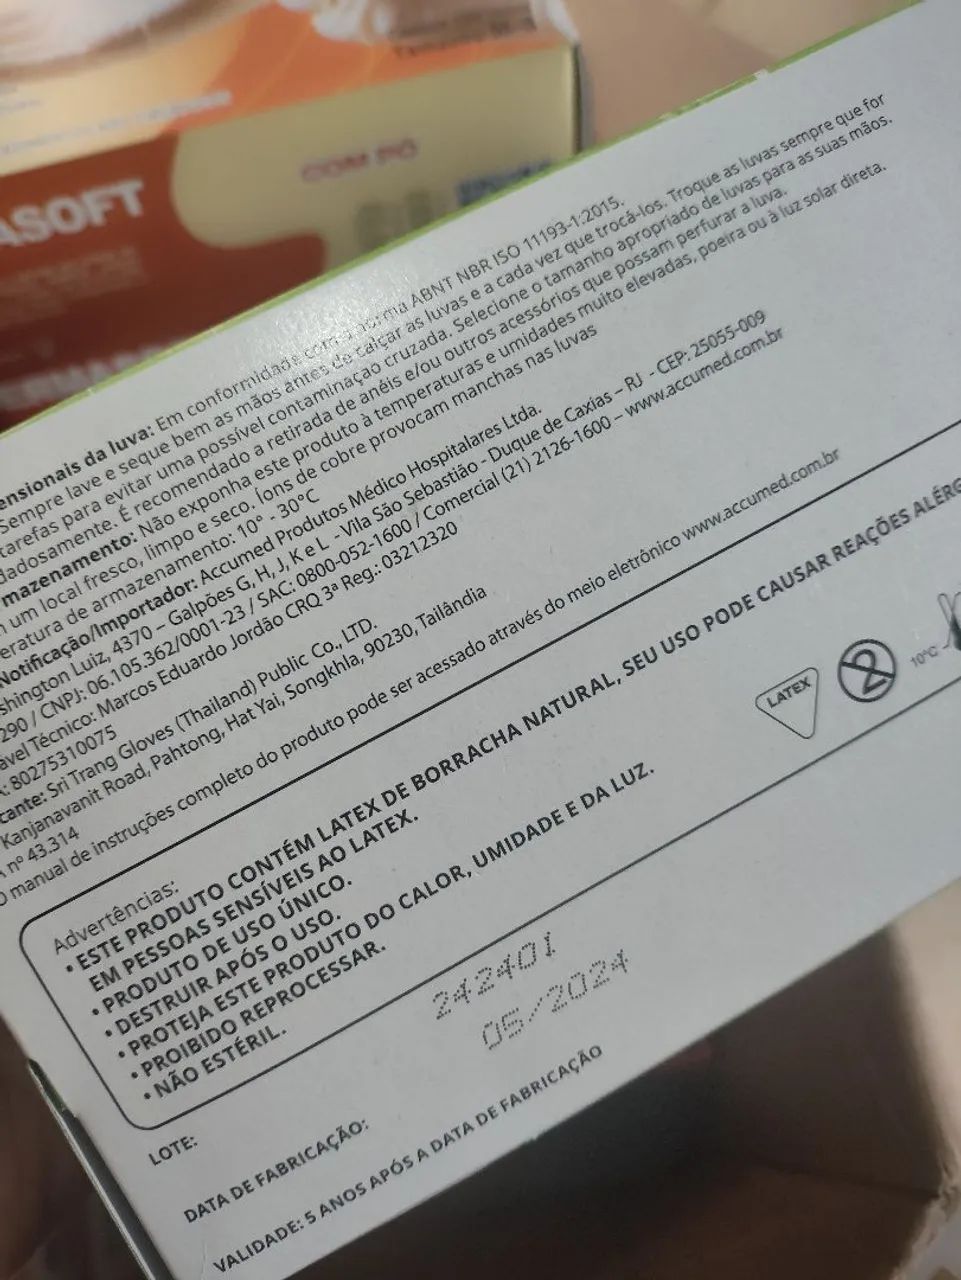 COM PÓ
ASOFT
ensionais da luva: Em conformidade com a norma ABNT NBR ISO 11193-1:2015.
Sempre lave e seque bem as mãos antes de calçar as luvas e a cada vez que trocá-los. Troque as luvas sempre que for
tarefas para evitar uma possível contaminação cruzada. Selecione o tamanho apropriado de luvas para as suas mãos.
dadosamente. É recomendado a retirada de anéis e/ou outros acessórios que possam perfurar a luva.
mazenamento: Não exponha este produto à temperaturas e umidades muito elevadas, poeira ou à luz solar direta.
um local fresco, limpo e seco. Íons de cobre provocam manchas nas luvas
eratura de armazenamento: 10° - 30°C
Notificação/Importador: Accumed Produtos Médico Hospitalares Ltda.
shington Luiz, 4370 – Galpões G, H, J, K e L - Vila São Sebastião - Duque de Caxias – RJ - CEP: 25055-009
290 / CNPJ: 06.105.362/0001-23 / SAC: 0800-052-1600 / Comercial (21) 2126-1600 – www.accumed.com.br
ável Técnico: Marcos Eduardo Jordão CRQ 3ª Reg.: 03212320
: 80275310075
cante: Sri Trang Gloves (Thailand) Public Co., LTD.
Kanjanavanit Road, Pahtong, Hat Yai, Songkhla, 90230, Tailândia
nº 43.314
O manual de instruções completo do produto pode ser acessado através do meio eletrônico www.accumed.com.br
Advertências:
• ESTE PRODUTO CONTÉM LATEX DE BORRACHA NATURAL, SEU USO PODE CAUSAR REAÇÕES ALÉRG
EM PESSOAS SENSÍVEIS AO LATEX.
• PRODUTO DE USO ÚNICO.
• DESTRUIR APÓS O USO.
• PROTEJA ESTE PRODUTO DO CALOR, UMIDADE E DA LUZ.
• PROIBIDO REPROCESSAR.
• NÃO ESTÉRIL.
LATEX
2
10°C
LOTE: 242401
DATA DE FABRICAÇÃO: 05/2024
VALIDADE: 5 ANOS APÓS A DATA DE FABRICAÇÃO